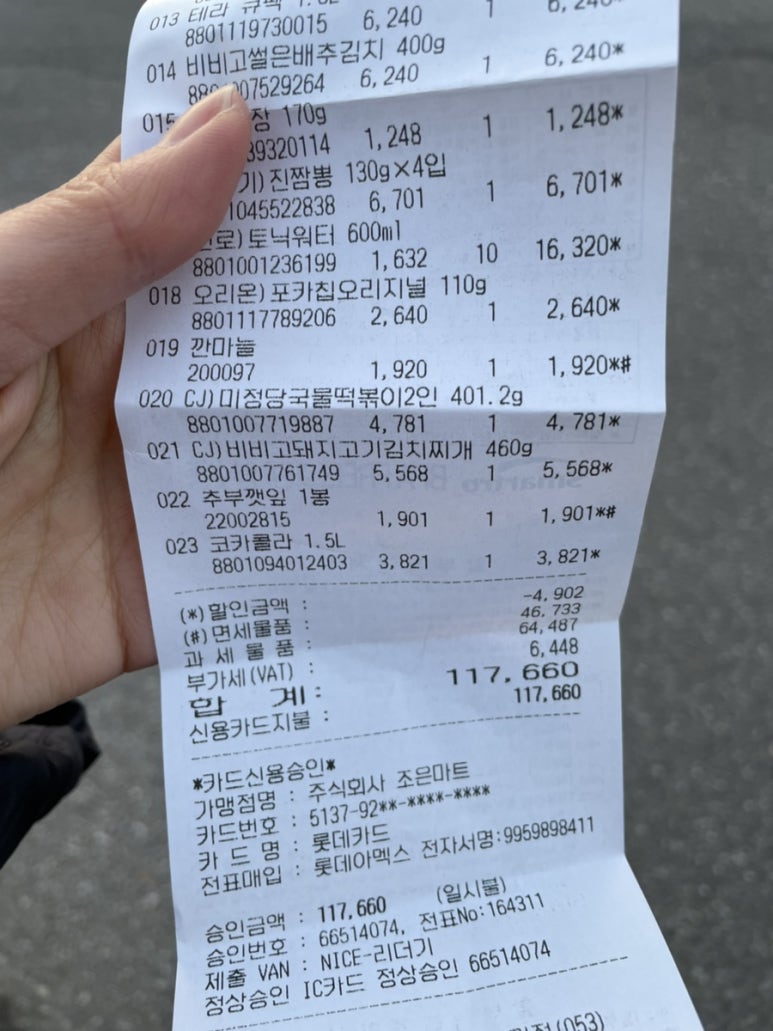 013 테라 큐팩 1.6L
8801119730015 6,240 1 6,240*
014 비비고썰은배추김치 400g
6,240 1 6,240*
170g
1,248 1 1,248*
진짬뽕 130g×4입
6,701 1 6,701*
토닉워터 600ml
8801001236199 1,632 10 16,320*
018 오리온)포카칩오리지널 110g
8801117789206 2,640 1 2,640*
019 깐마늘
200097 1,920 1 1,920*#
020 CJ)미정당국물떡볶이2인 401.2g
8801007719887 4,781 1 4,781*
021 CJ)비비고돼지고기김치찌개 460g
8801007761749 5,568 1 5,568*
022 추부깻잎 1봉
22002815 1,901 1 1,901*#
023 코카콜라 1.5L
8801094012403 3,821 1 3,821*
(*)할인금액 : -4,902
(#)면세물품 : 46,733
과 세 물 품 : 64,487
부가세(VAT) : 6,448
합 계 : 117,660
신용카드지불 : 117,660
*카드신용승인*
가맹점명 : 주식회사 조은마트
카드번호 : 5137-92**-****-****
카 드 명 : 롯데카드
전표매입 : 롯데아멕스 전자서명:9959898411
승인금액 : 117,660 (일시불)
승인번호 : 66514074, 전표No:164311
제출 VAN : NICE-리더기
정상승인 IC카드 정상승인 66514074
(053)